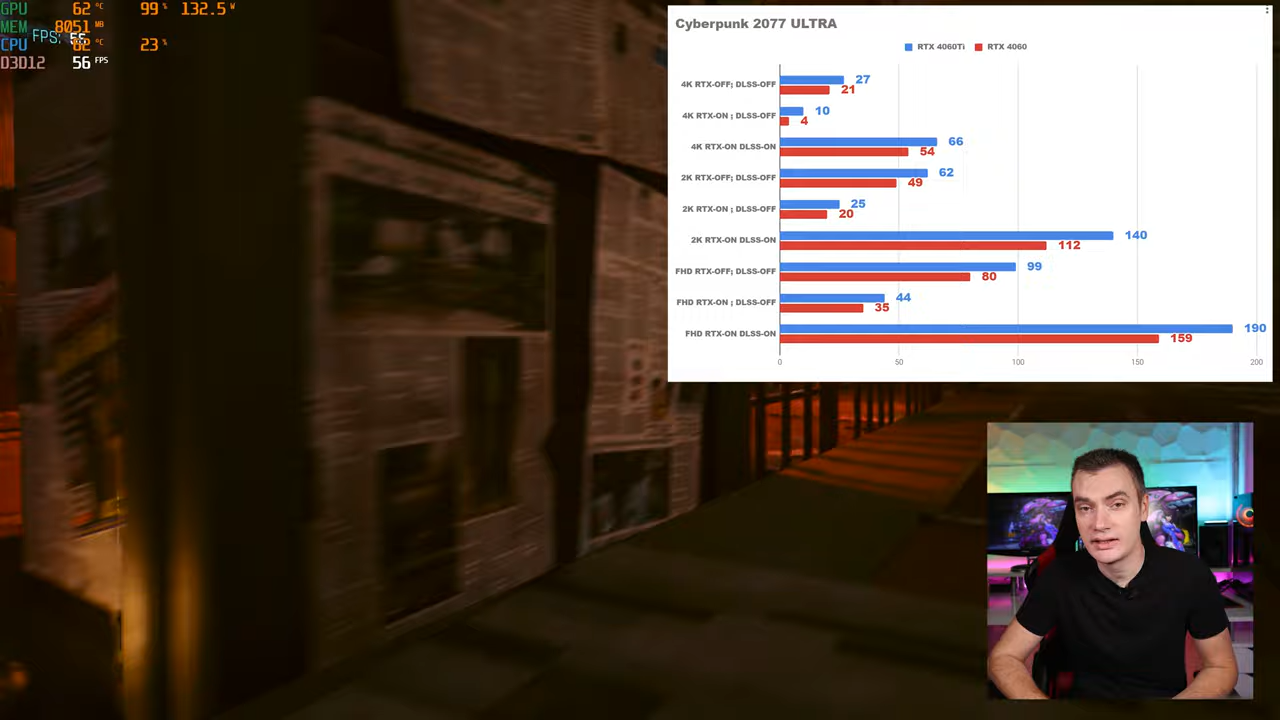 GPU 62 °C 99 % 132.5 W
MEM 8051 MB
CPU 62 °C 23 %
FPS: 55
D3D12 56 FPS
Cyberpunk 2077 ULTRA
RTX 4060Ti RTX 4060
4K RTX-OFF; DLSS-OFF 27 21
4K RTX-ON ; DLSS-OFF 10 4
4K RTX-ON DLSS-ON 66 54
2K RTX-OFF; DLSS-OFF 62 49
2K RTX-ON ; DLSS-OFF 25 20
2K RTX-ON DLSS-ON 140 112
FHD RTX-OFF; DLSS-OFF 99 80
FHD RTX-ON ; DLSS-OFF 44 35
FHD RTX-ON DLSS-ON 190 159
0 50 100 150 200